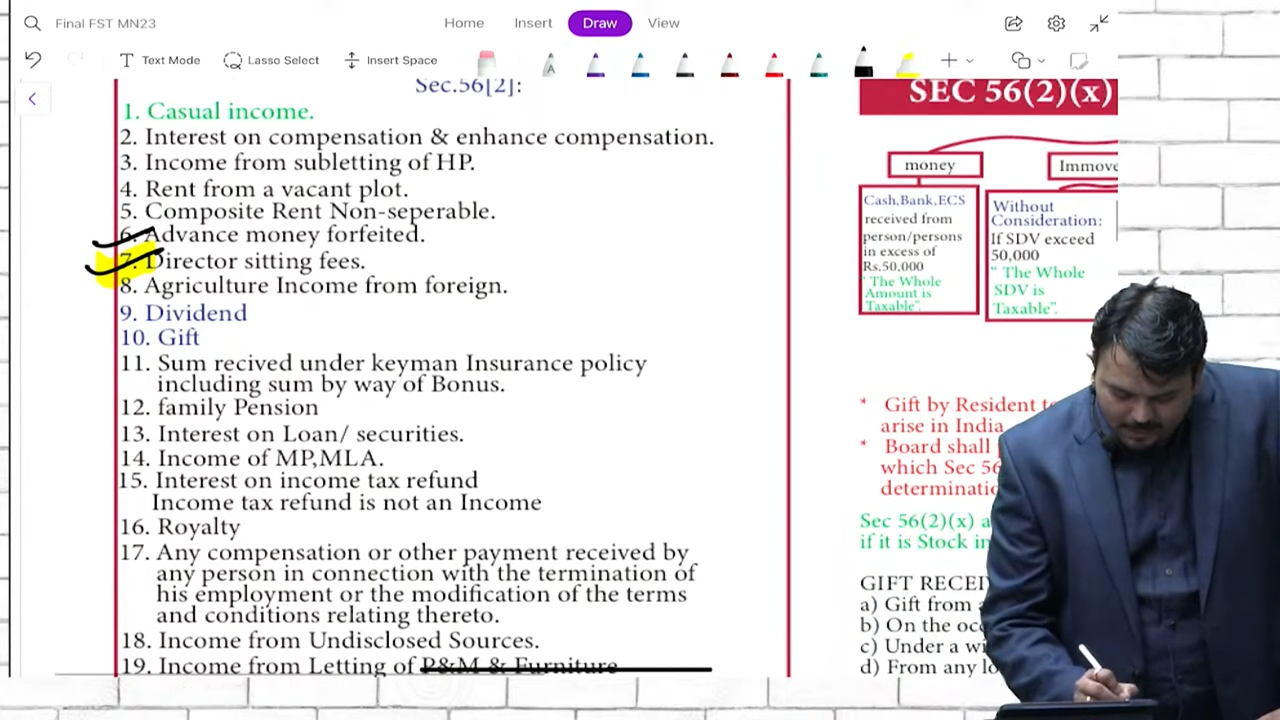 Final FST MN23
Home
Insert
Draw
View
Text Mode
A
Lasso Select
Insert Space
Sec.56[2]:
1. Casual income.
2. Interest on compensation & enhance compensation.
3. Income from subletting of HP.
4. Rent from a vacant plot.
5. Composite Rent Non-seperable.
6. Advance money forfeited.
7. Director sitting fees.
8. Agriculture Income from foreign.
9. Dividend
10. Gift
11. Sum recived under keyman Insurance policy
including sum by way of Bonus.
12. family Pension
13. Interest on Loan/ securities.
14. Income of MP,MLA.
15. Interest on income tax refund
Income tax refund is not an Income
16. Royalty
17. Any compensation or other payment received by
any person in connection with the termination of
his employment or the modification of the terms
and conditions relating thereto.
18. Income from Undisclosed Sources.
19. Income from Letting of P&M & Furniture
SEC 56(2)(x)
money
Immove
Cash,Bank,ECS
received from
person/persons
in excess of
Rs.50,000
" The Whole
Amount is
Taxable".
Without
Consideration:
If SDV exceed
50,000
" The Whole
SDV is
Taxable".
* Gift by Resident
arise in India
* Board shall
which Sec 56
determinatio
Sec 56(2)(x) a
if it is Stock in
GIFT RECEI
a) Gift from
b) On the occ
c) Under a wi
d) From any lo